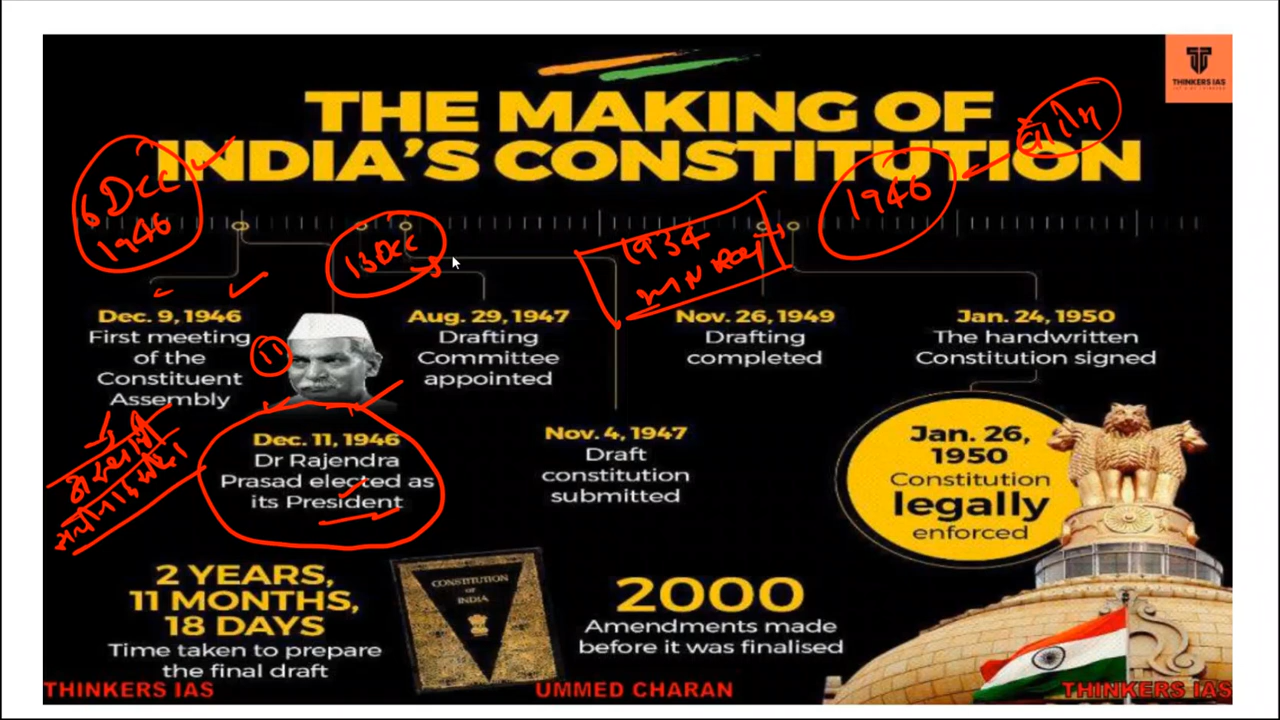 THINKERS IAS
THE MAKING OF
INDIA'S CONSTITUTION
6 Dec
1946
1946
13 Dec
1934
M N Roy
Dec. 9, 1946
First meeting
of the
Constituent
Assembly
11
Dec. 11, 1946
Dr Rajendra
Prasad elected as
its President
Aug. 29, 1947
Drafting
Committee
appointed
Nov. 4, 1947
Draft
constitution
submitted
Nov. 26, 1949
Drafting
completed
Jan. 24, 1950
The handwritten
Constitution signed
Jan. 26,
1950
Constitution
legally
enforced
2 YEARS,
11 MONTHS,
18 DAYS
Time taken to prepare
the final draft
CONSTITUTION
OF
INDIA
2000
Amendments made
before it was finalised
THINKERS IAS
UMMED CHARAN
THINKERS IAS